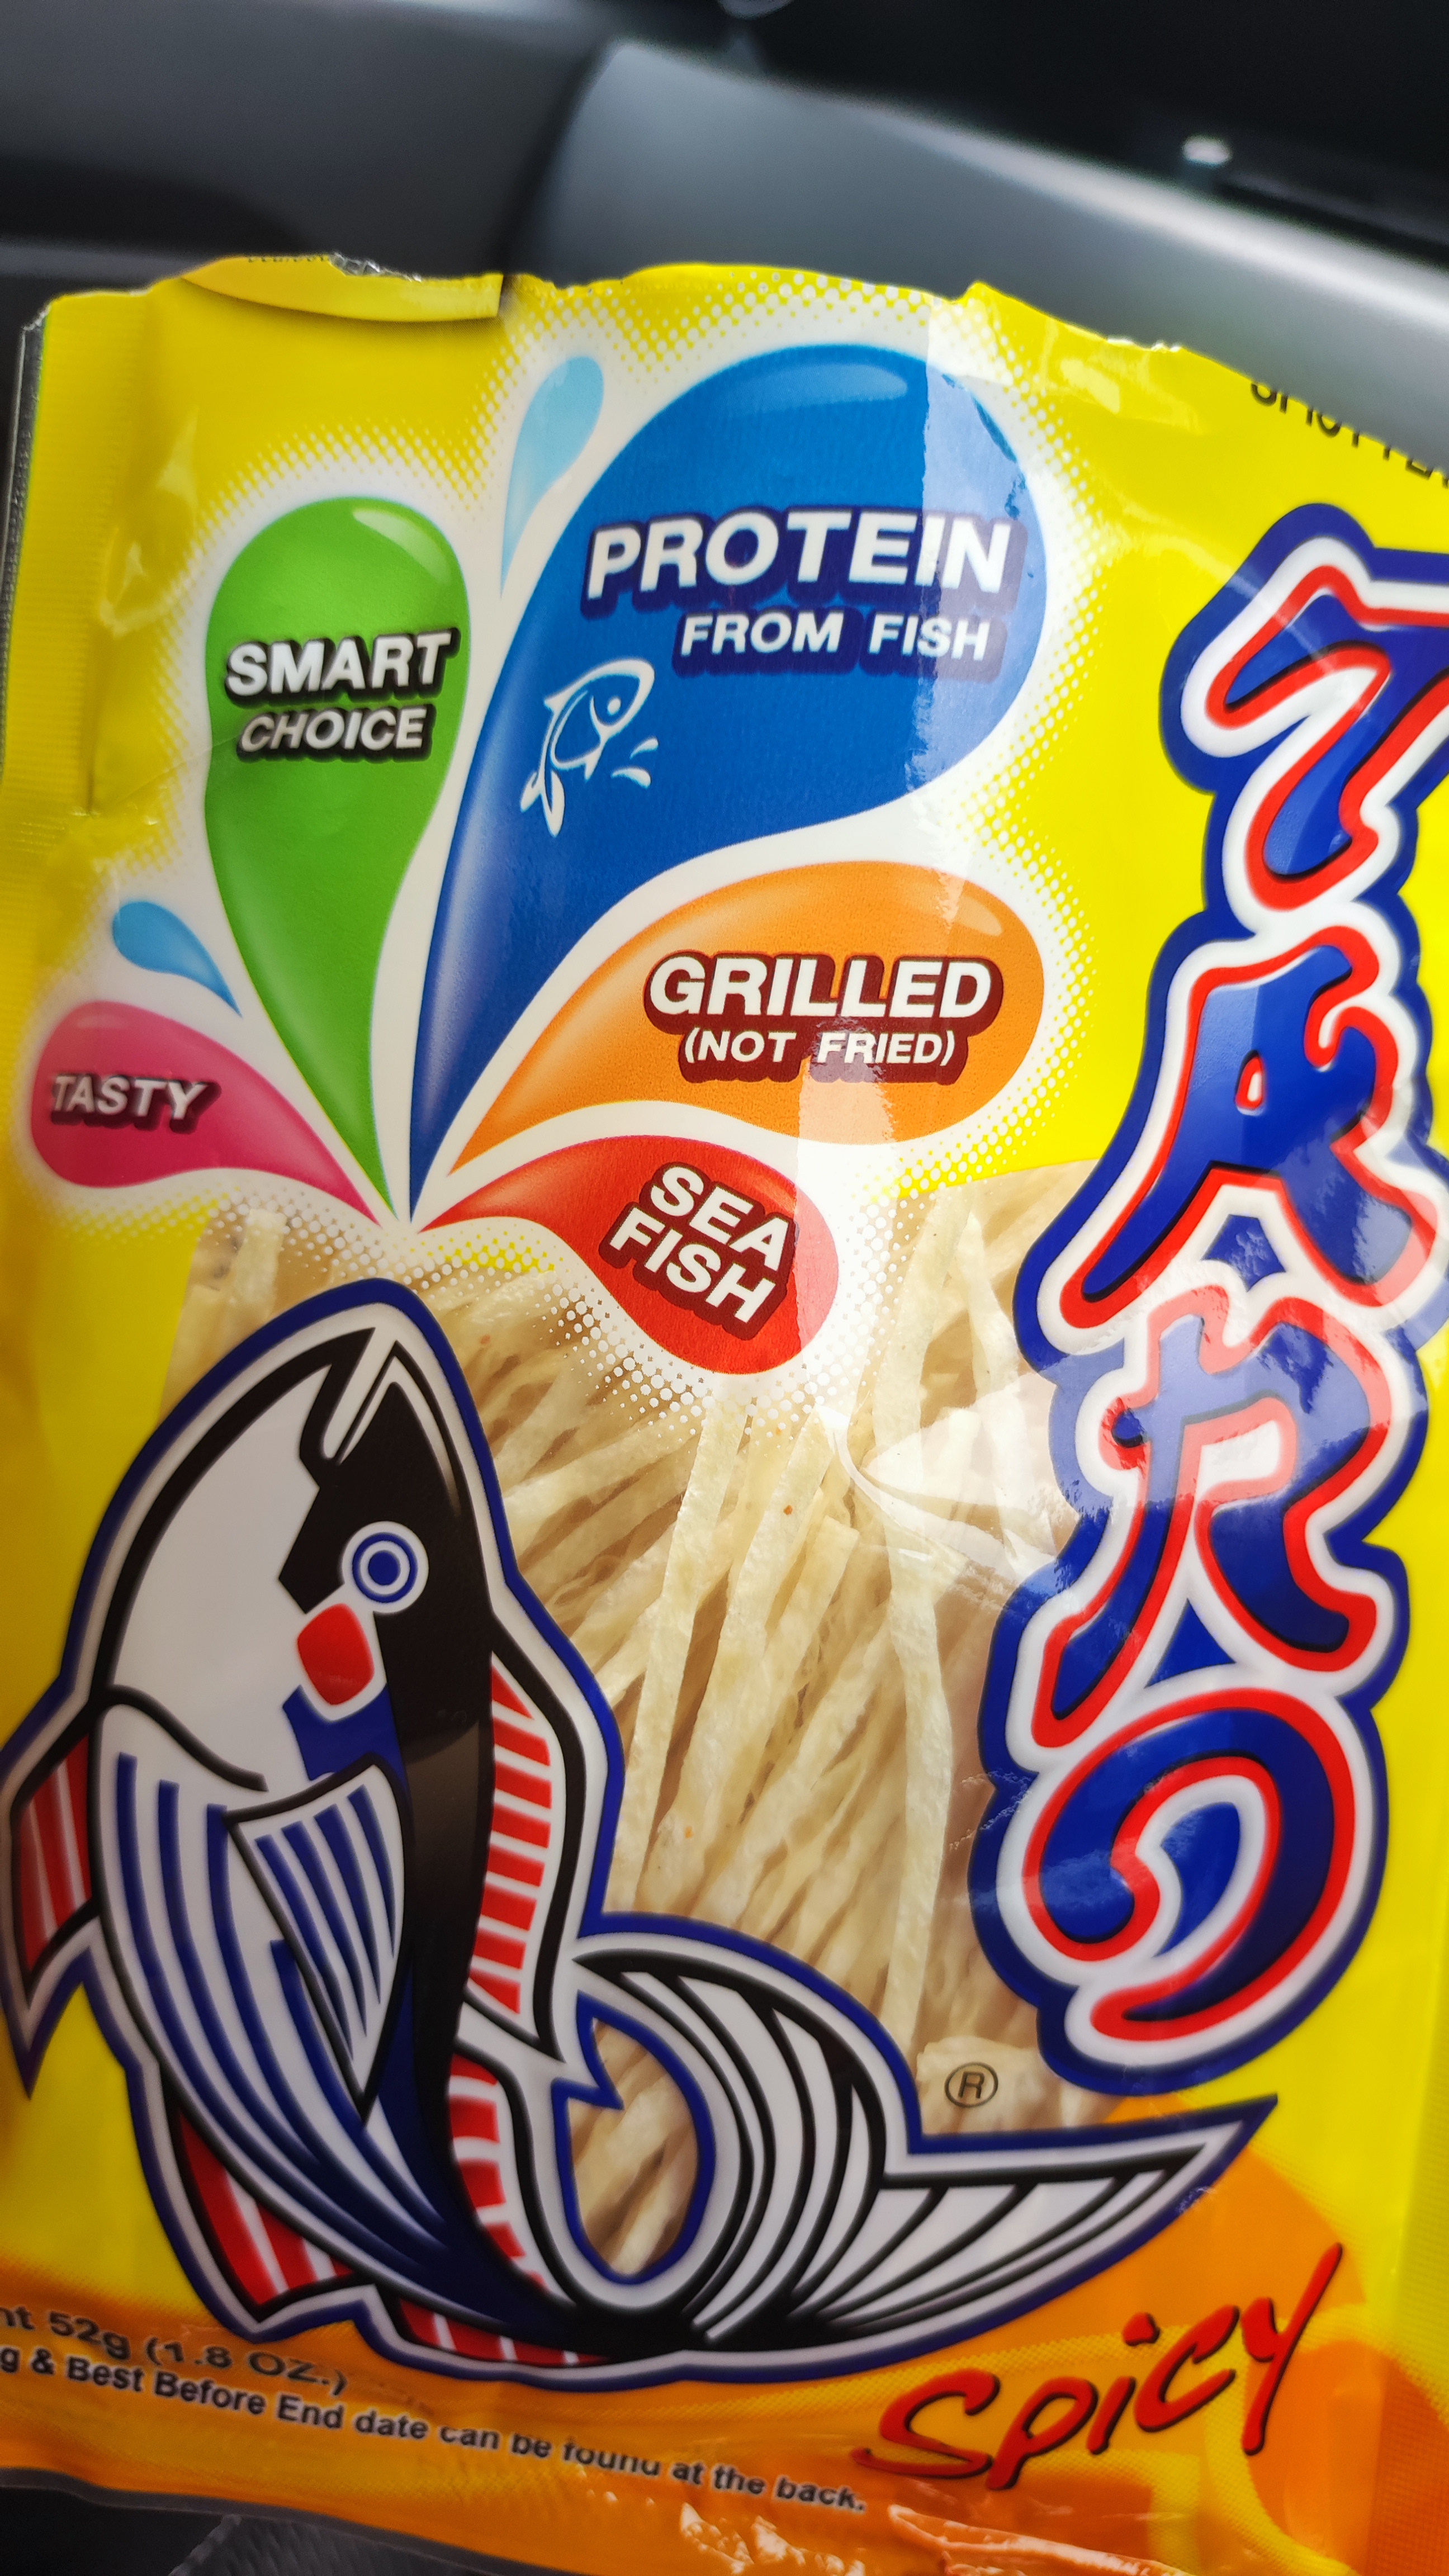 PROTEIN
FROM FISH
SMART
CHOICE
GRILLED
(NOT FRIED)
TASTY
SEA
FISH
TARO
®
Spicy
52g (1.8 OZ.)
& Best Before End date can be found at the back.